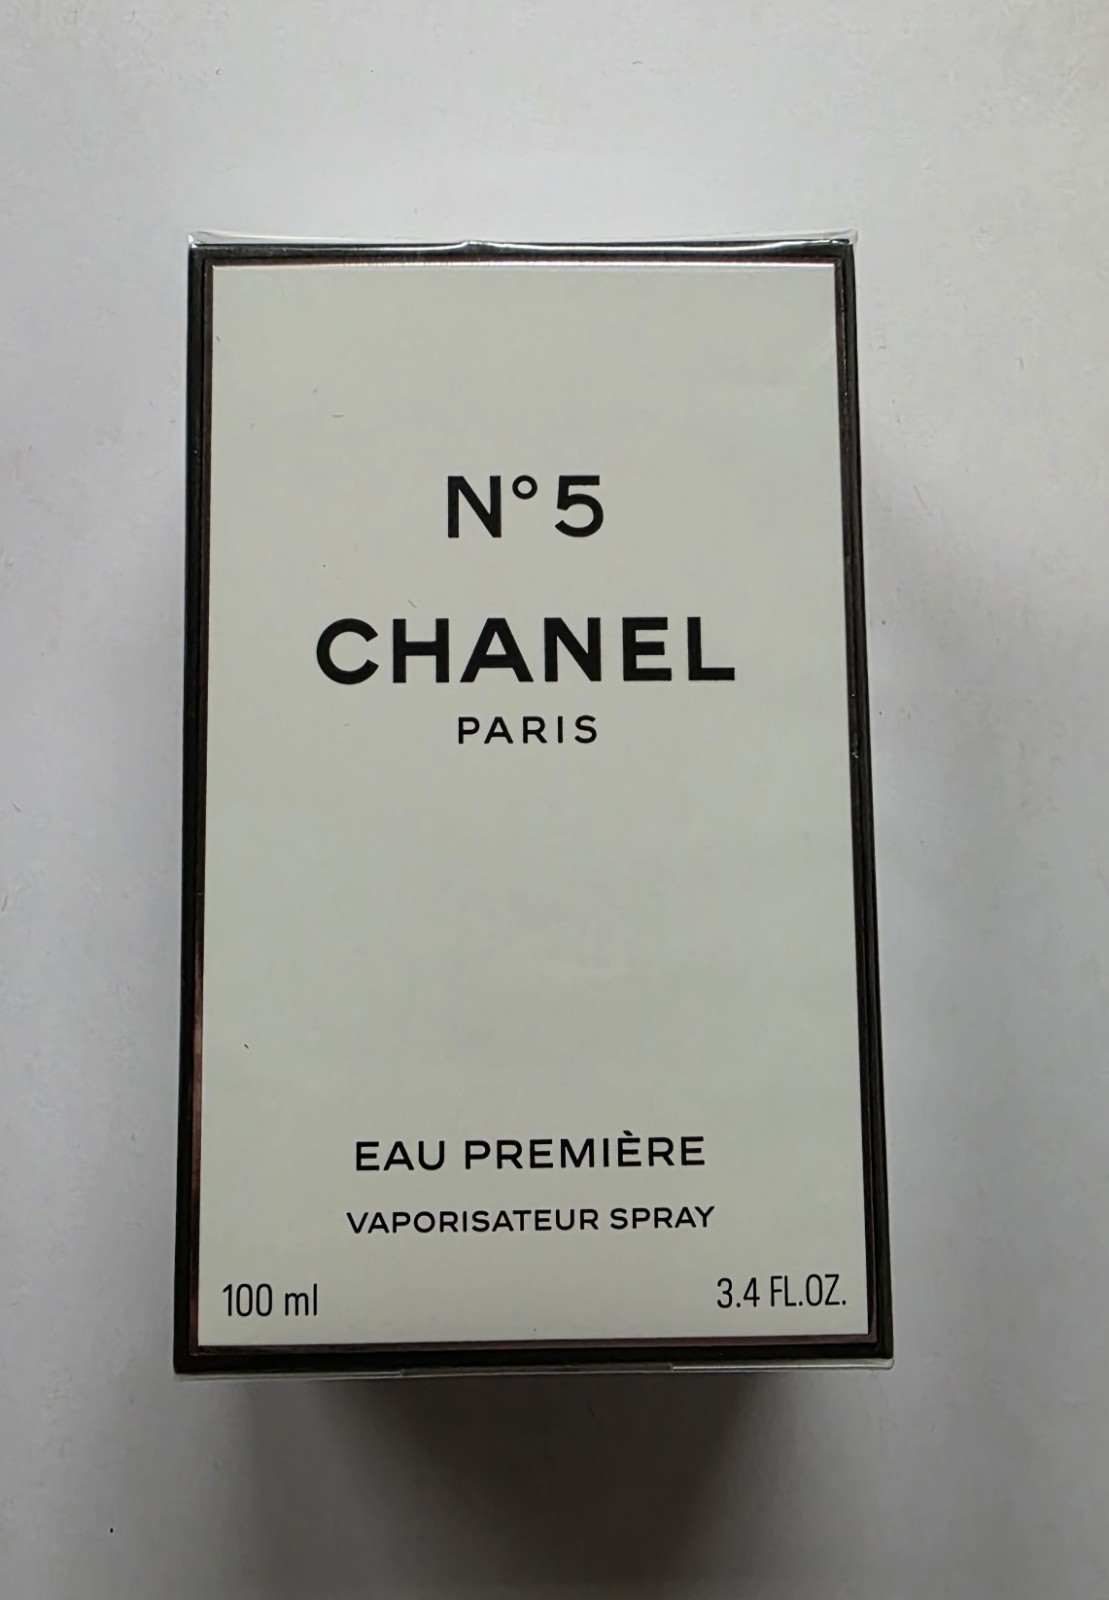 N°5
CHANEL
PARIS
EAU PREMIÈRE
VAPORISATEUR SPRAY
100 ml 3.4 FL.OZ.